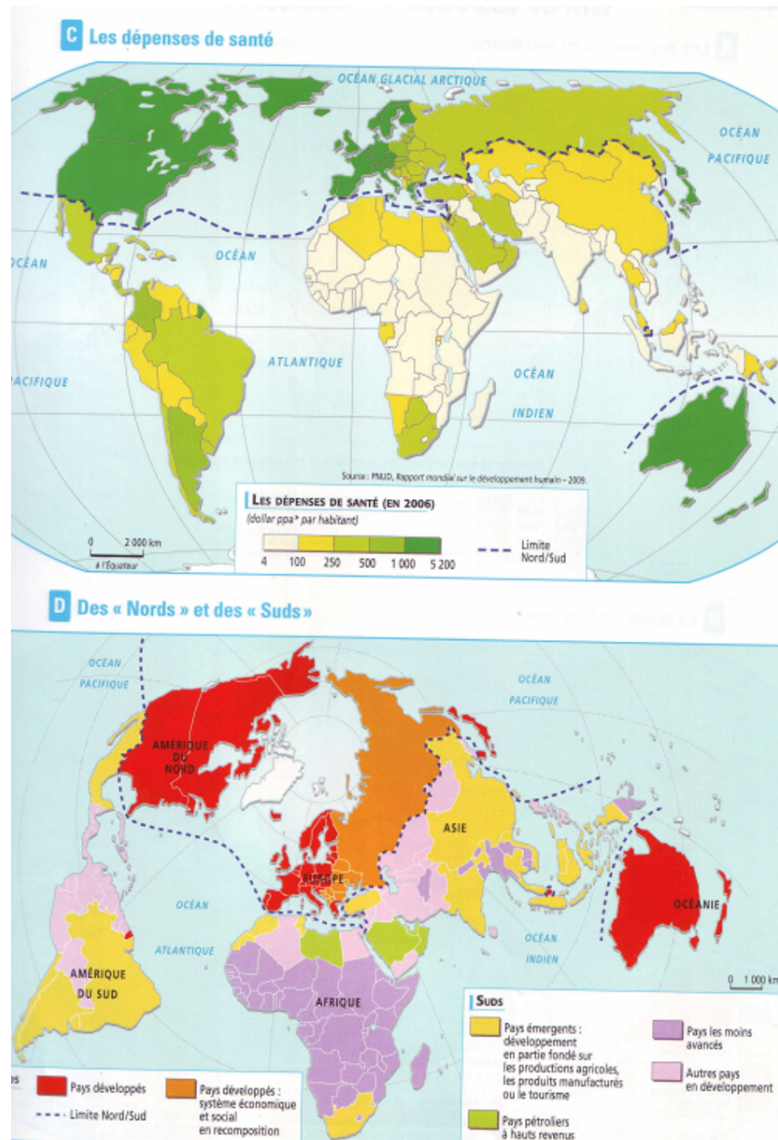 C Les dépenses de santé
OCÉAN GLACIAL ARCTIQUE
OCÉAN
PACIFIQUE
OCÉAN
OCÉAN
ATLANTIQUE
OCÉAN
INDIEN
Source : PNUD, Rapport mondial sur le développement humain – 2009.
LES DÉPENSES DE SANTÉ (EN 2006)
(dollar ppa* par habitant)
4 100 250 500 1 000 5 200
Limite
Nord/Sud
0 2 000 km
à l'Équateur
D Des « Nords » et des « Suds »
OCÉAN
PACIFIQUE
OCÉAN
PACIFIQUE
AMÉRIQUE
DU
NORD
ASIE
EUROPE
OCÉAN
ATLANTIQUE
OCÉAN
INDIEN
OCÉANIE
AMÉRIQUE
DU SUD
AFRIQUE
0 1 000 km
Pays développés
Limite Nord/Sud
Pays développés :
système économique
et social
en recomposition
SUDS
Pays émergents :
développement
en partie fondé sur
les productions agricoles,
les produits manufacturés
ou le tourisme
Pays pétroliers
à hauts revenus
Pays les moins
avancés
Autres pays
en développement